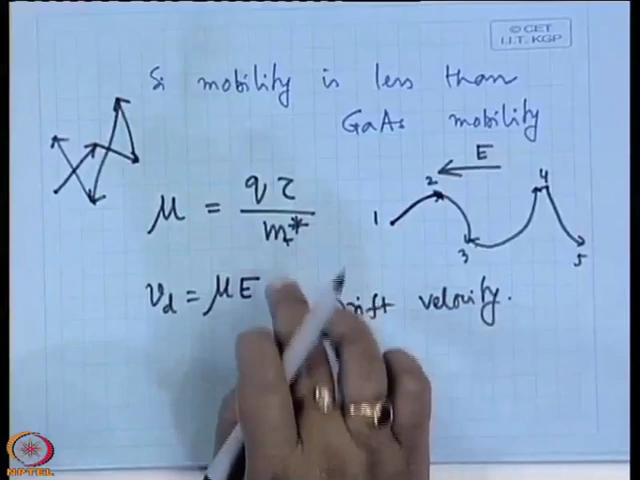 © CET
I.I.T. KGP
Si mobility is less than
GaAs mobility
E
μ = qτ / m*
1 2 3 4 5
v_d = μE
velocity.
NPTEL